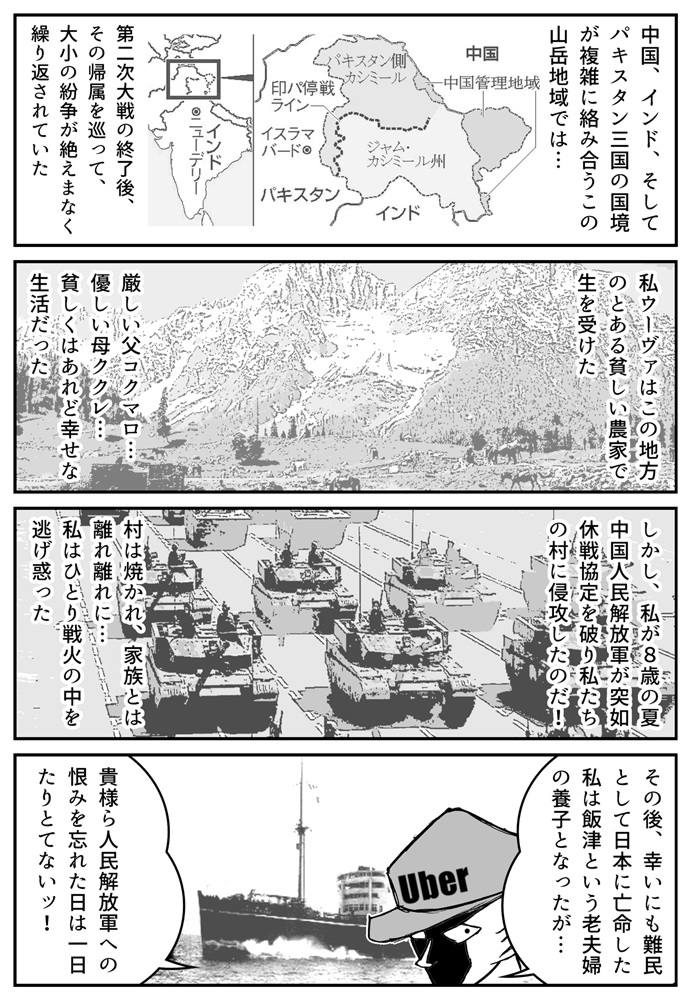 中国、インド、そして
パキスタン三国の国境
が複雑に絡み合うこの
山岳地域では…
中国
パキスタン側
カシミール
中国管理地域
印パ停戦
ライン
イスラマ
バード
ジャム・
カシミール州
パキスタン
インド
インド
ニューデリー
第二次大戦の終了後、
その帰属を巡って、
大小の紛争が絶えまなく
繰り返されていた
私ゥーヴァはこの地方
のとある貧しい農家で
生を受けた
厳しい父コクマロ…
優しい母ククレ…
貧しくはあれど幸せな
生活だった
しかし、私が8歳の夏
中国人民解放軍が突如
休戦協定を破り私たち
の村に侵攻したのだ！
村は焼かれ、家族とは
離れ離れに…
私はひとり戦火の中を
逃げ惑った
その後、幸いにも難民
として日本に亡命した
私は飯津という老夫婦
の養子となったが…
Uber
貴様ら人民解放軍への
恨みを忘れた日は一日
たりとてないッ！